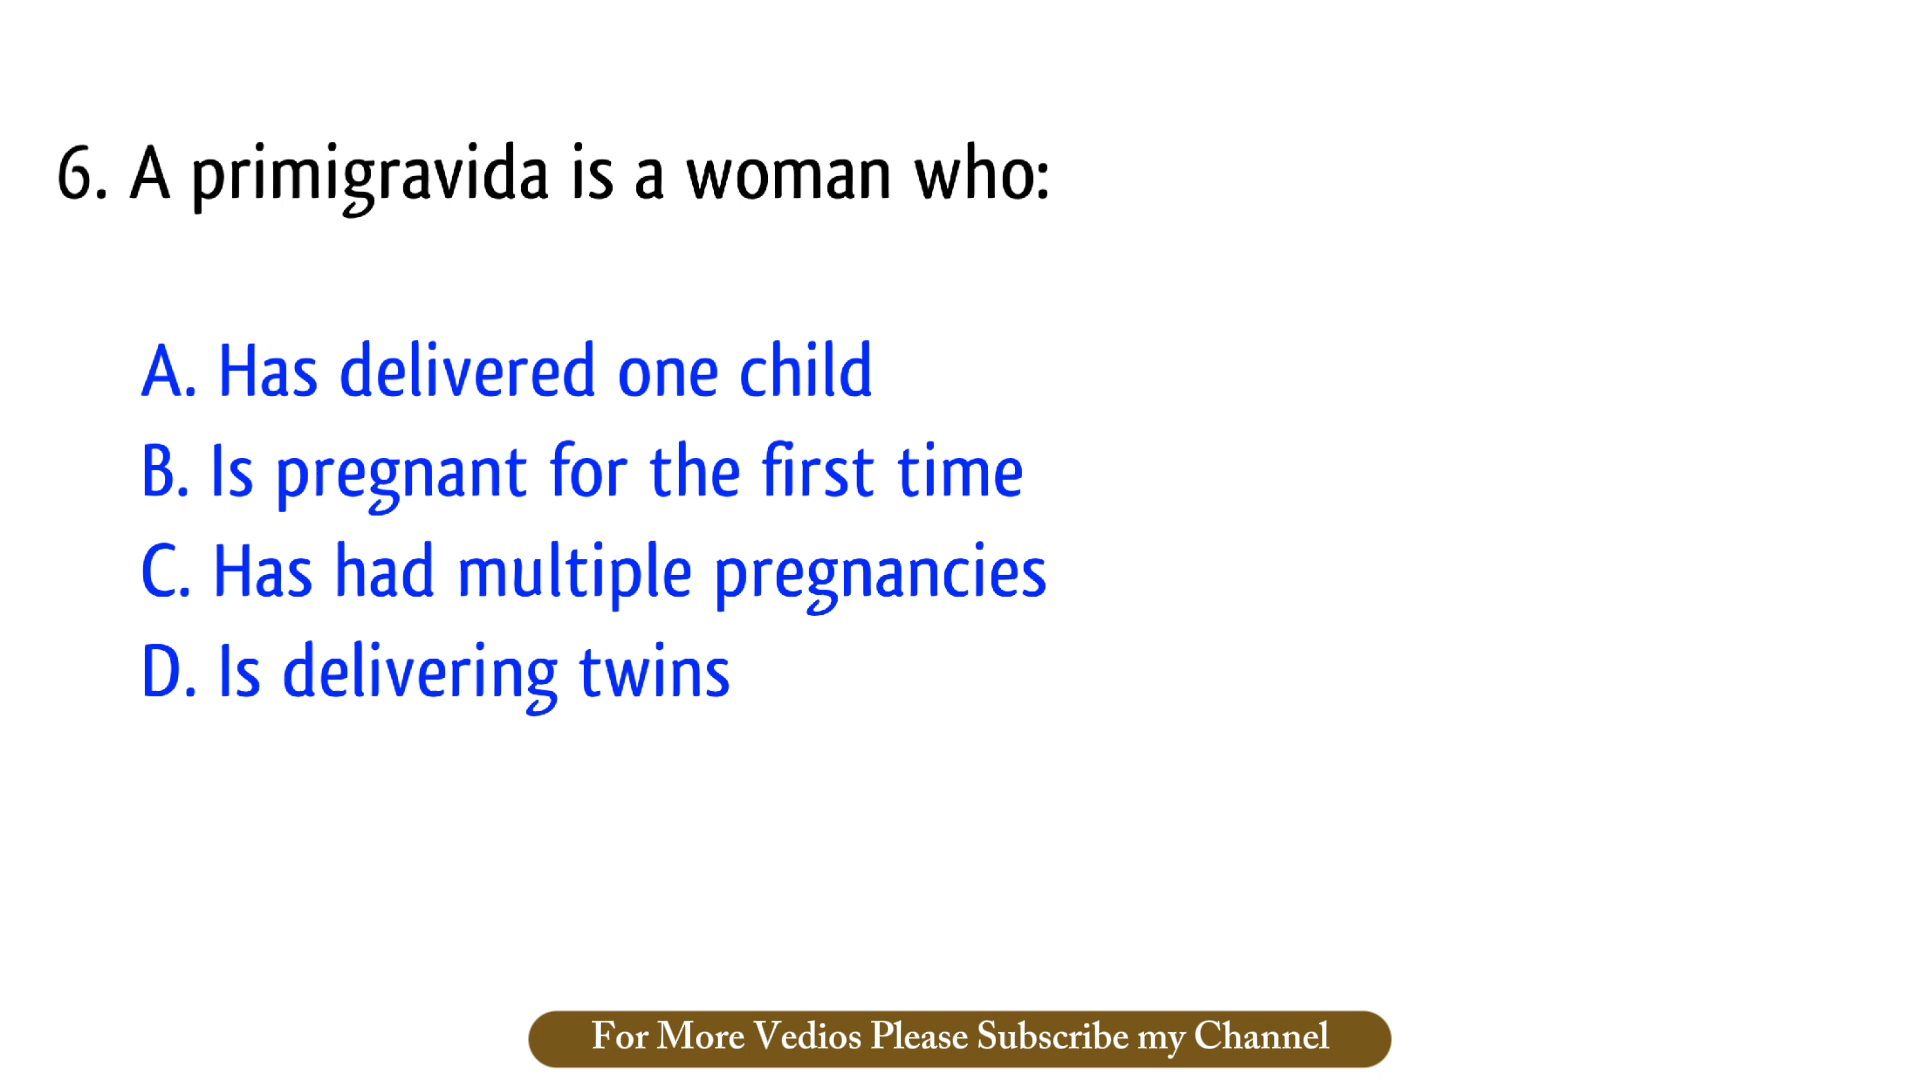 6. A primigravida is a woman who:
A. Has delivered one child
B. Is pregnant for the first time
C. Has had multiple pregnancies
D. Is delivering twins
For More Vedios Please Subscribe my Channel